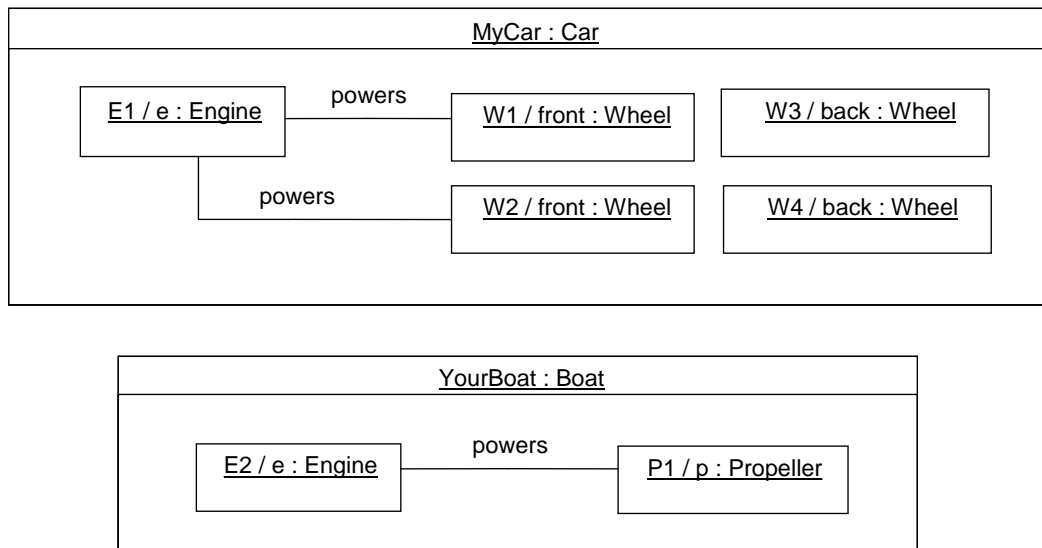 MyCar : Car
E1 / e : Engine
powers
W1 / front : Wheel
W3 / back : Wheel
powers
W2 / front : Wheel
W4 / back : Wheel
YourBoat : Boat
E2 / e : Engine
powers
P1 / p : Propeller